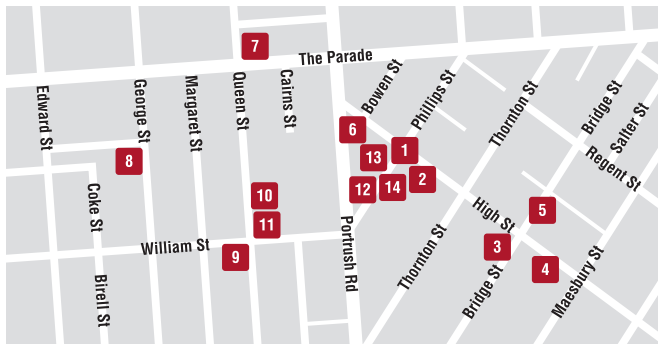 7
The Parade
Edward St
George St
Margaret St
Queen St
Cairns St
Bowen St
Phillips St
Thornton St
Bridge St
Salter St
Regent St
6
8
13
1
12
14
2
10
11
Coke St
William St
9
Portrush Rd
Birell St
Thornton St
High St
5
3
4
Bridge St
Maesbury St